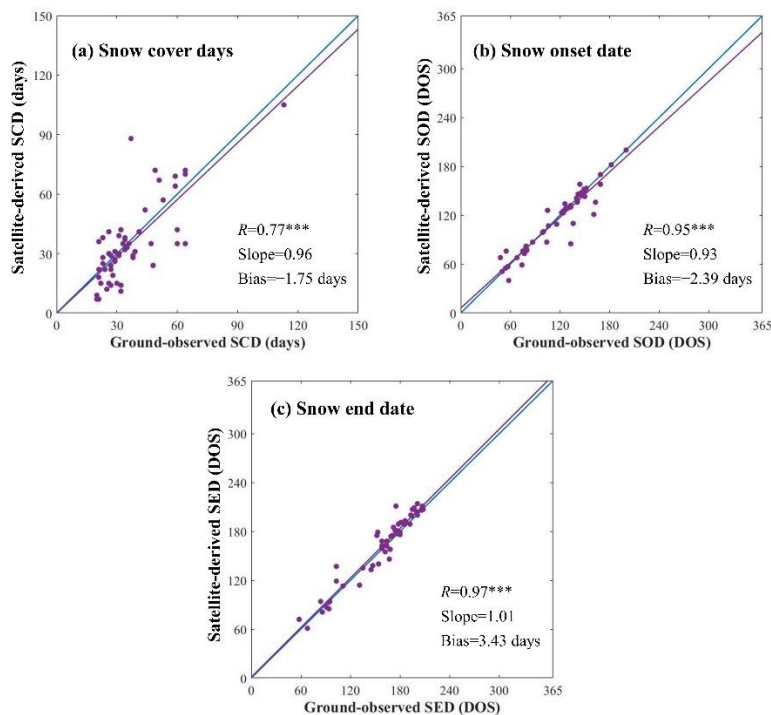 (a) Snow cover days
Satellite-derived SCD (days)
150
120
90
60
30
0
R=0.77***
Slope=0.96
Bias=−1.75 days
0 30 60 90 120 150
Ground-observed SCD (days)
(b) Snow onset date
Satellite-derived SOD (DOS)
365
300
240
180
120
60
0
R=0.95***
Slope=0.93
Bias=−2.39 days
0 60 120 180 240 300 365
Ground-observed SOD (DOS)
(c) Snow end date
Satellite-derived SED (DOS)
365
300
240
180
120
60
0
R=0.97***
Slope=1.01
Bias=3.43 days
0 60 120 180 240 300 365
Ground-observed SED (DOS)